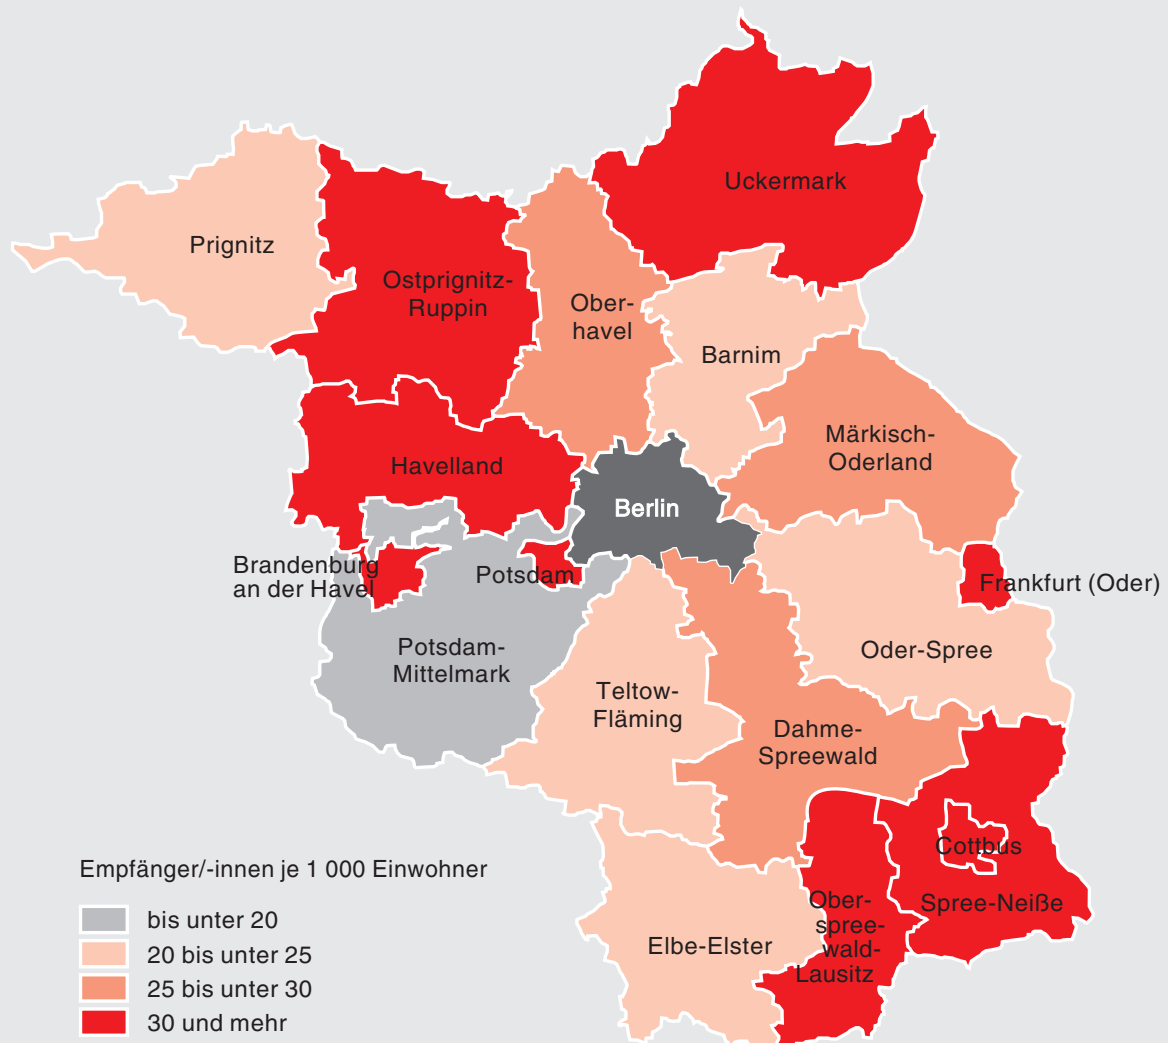 Uckermark
Prignitz
Ostprignitz-
Ruppin
Ober-
havel
Barnim
Märkisch-
Oderland
Havelland
Berlin
Brandenburg
an der Havel
Potsdam
Frankfurt (Oder)
Potsdam-
Mittelmark
Oder-Spree
Teltow-
Fläming
Dahme-
Spreewald
Cottbus
Spree-Neiße
Ober-
spree-
wald-
Lausitz
Elbe-Elster
Empfänger/-innen je 1 000 Einwohner
bis unter 20
20 bis unter 25
25 bis unter 30
30 und mehr